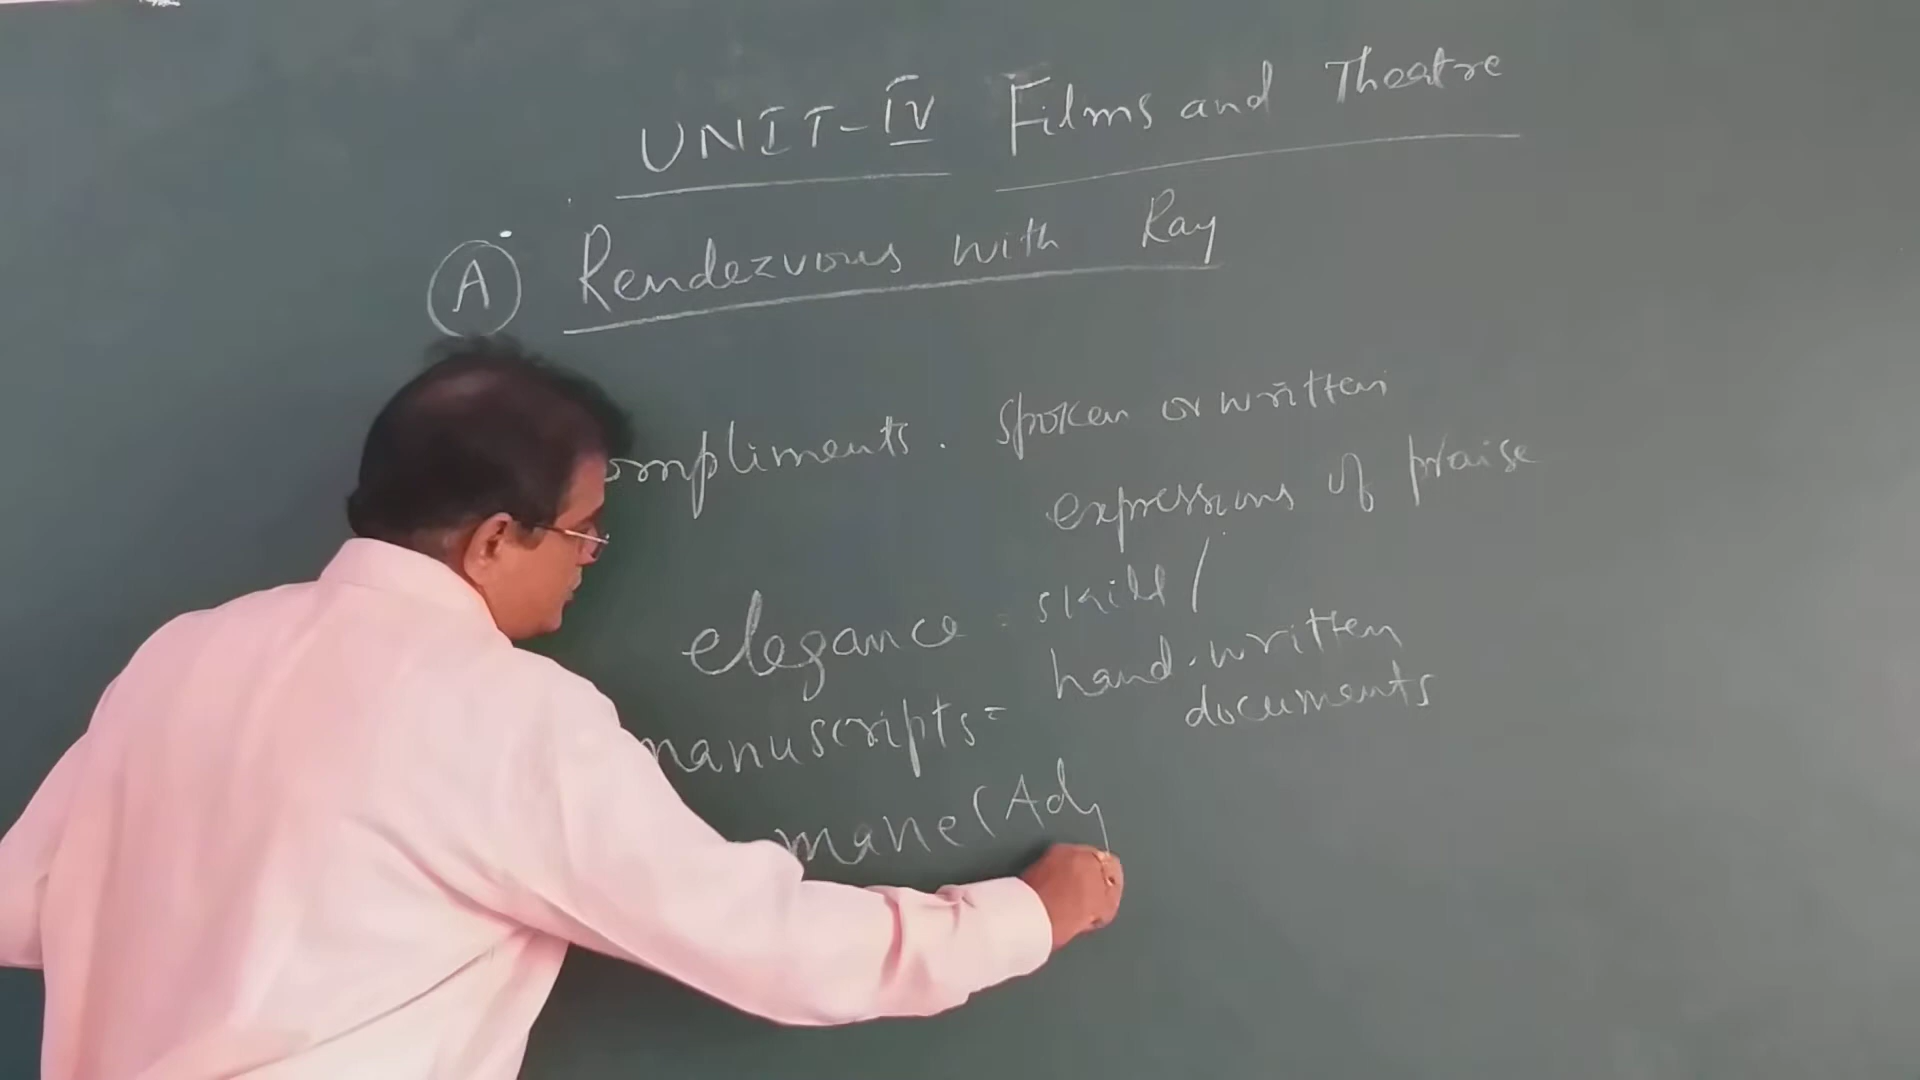 UNIT-IV Films and Theatre
A Rendezvous with Ray
ompliments. spoken or written
expressions of praise
elegance = skill /
manuscripts = hand-written
documents
mane (Adj